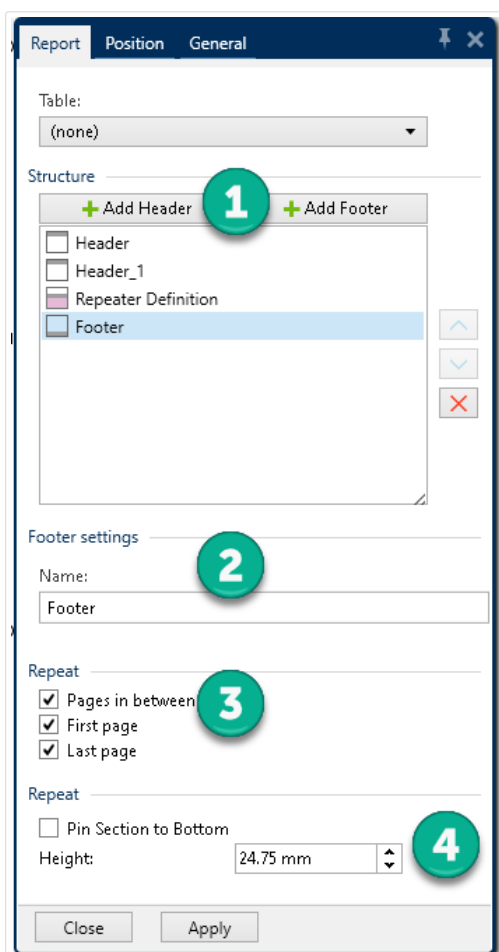 Report Position General
Table:
(none)
Structure
Add Header 1 Add Footer
Header
Header_1
Repeater Definition
Footer
Footer settings
2
Name:
Footer
Repeat
Pages in between
3
First page
Last page
Repeat
Pin Section to Bottom
Height: 24.75 mm 4
Close Apply